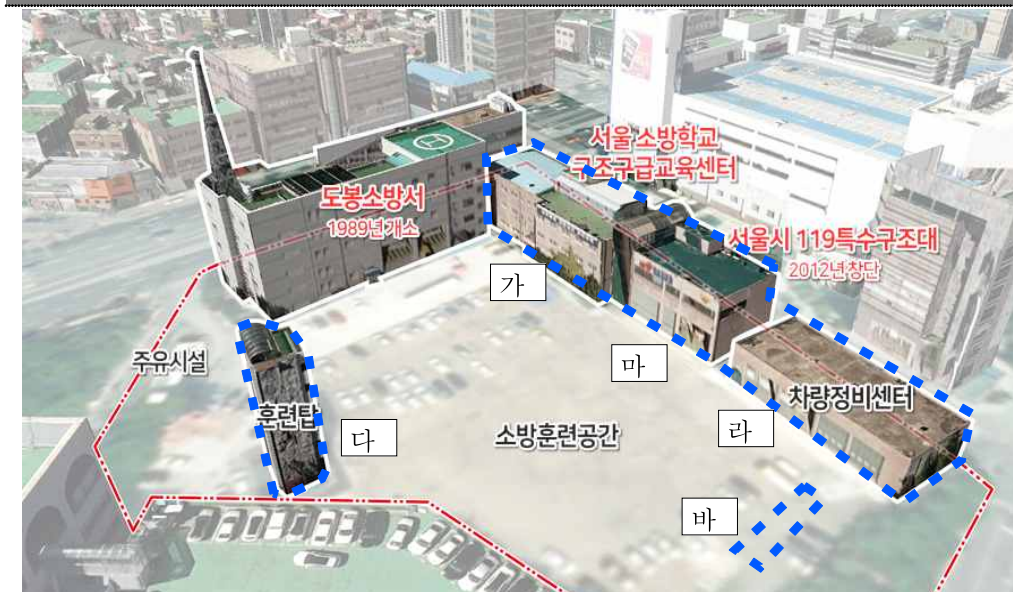 서울 소방학교
구조구급교육센터
도봉소방서
1989년개소
서울시 119특수구조대
2012년창단
가
주유시설
마
차량정비센터
훈련탑
다
소방훈련공간
라
바